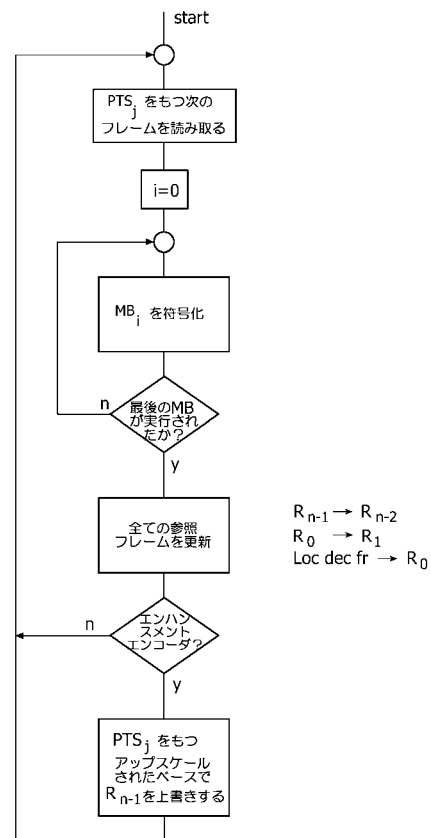 start
PTSj をもつ次の
フレームを読み取る
i=0
MBi を符号化
n
最後のMB
が実行され
たか？
y
全ての参照
フレームを更新
Rn-1 → Rn-2
R0 → R1
Loc dec fr → R0
n
エンハン
スメント
エンコーダ？
y
PTSj をもつ
アップスケール
されたベースで
Rn-1を上書きする